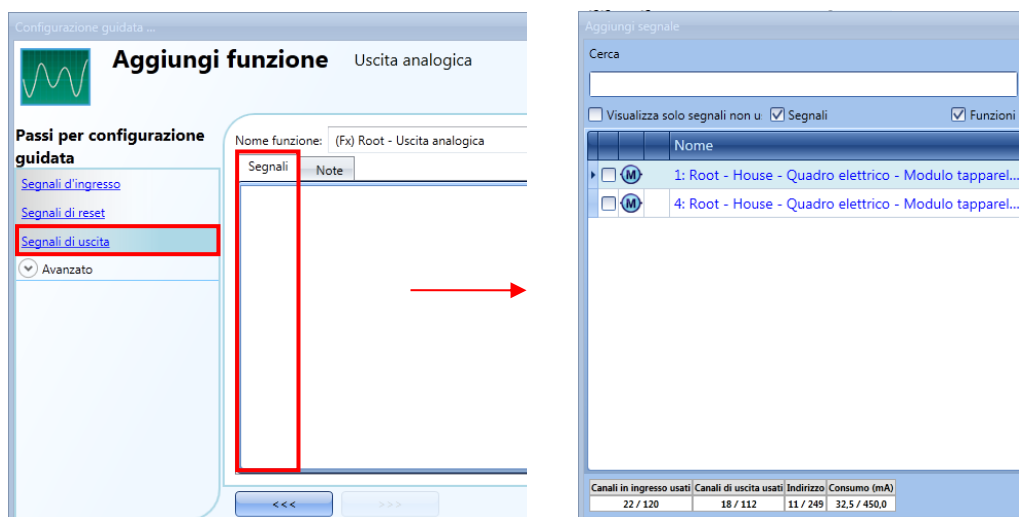 Configurazione guidata ...
Aggiungi funzione Uscita analogica
Passi per configurazione
guidata
Segnali d'ingresso
Segnali di reset
Segnali di uscita
Avanzato
Nome funzione: (Fx) Root - Uscita analogica
Segnali Note
<<< >>>
Aggiungi segnale
Cerca
Visualizza solo segnali non u Segnali Funzioni
Nome
M 1: Root - House - Quadro elettrico - Modulo tapparel...
M 4: Root - House - Quadro elettrico - Modulo tapparel...
Canali in ingresso usati Canali di uscita usati Indirizzo Consumo (mA)
22 / 120 18 / 112 11 / 249 32,5 / 450,0